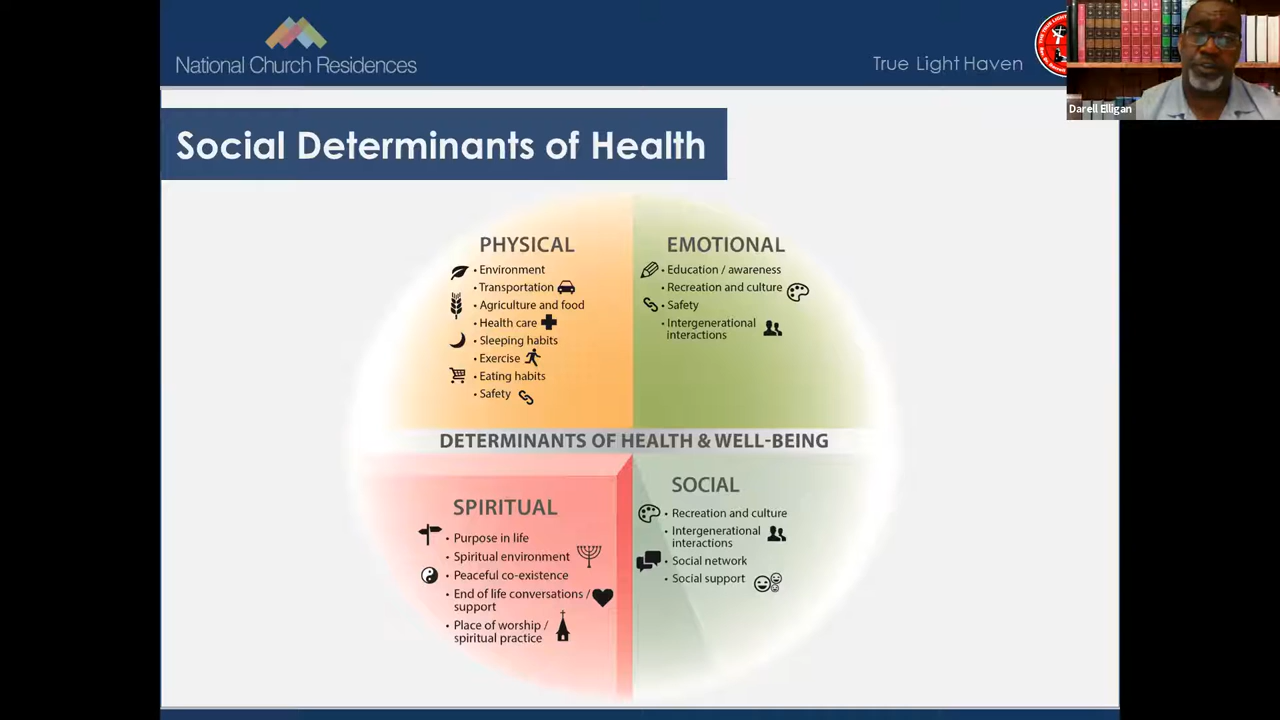 National Church Residences
True Light Haven
Darell Elligan
Social Determinants of Health
PHYSICAL
• Environment
• Transportation
• Agriculture and food
• Health care
• Sleeping habits
• Exercise
• Eating habits
• Safety
EMOTIONAL
• Education / awareness
• Recreation and culture
• Safety
• Intergenerational
interactions
DETERMINANTS OF HEALTH & WELL-BEING
SPIRITUAL
• Purpose in life
• Spiritual environment
• Peaceful co-existence
• End of life conversations /
support
• Place of worship /
spiritual practice
SOCIAL
• Recreation and culture
• Intergenerational
interactions
• Social network
• Social support